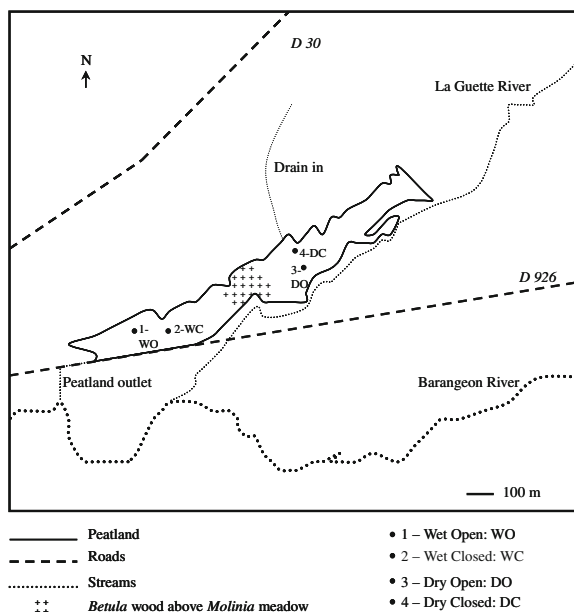 D 30
N
La Guette River
Drain in
4-DC
3-
DO
D 926
1-
WO
2-WC
Peatland outlet
Barangeon River
100 m
Peatland
Roads
Streams
Betula wood above Molinia meadow
1 – Wet Open: WO
2 – Wet Closed: WC
3 – Dry Open: DO
4 – Dry Closed: DC